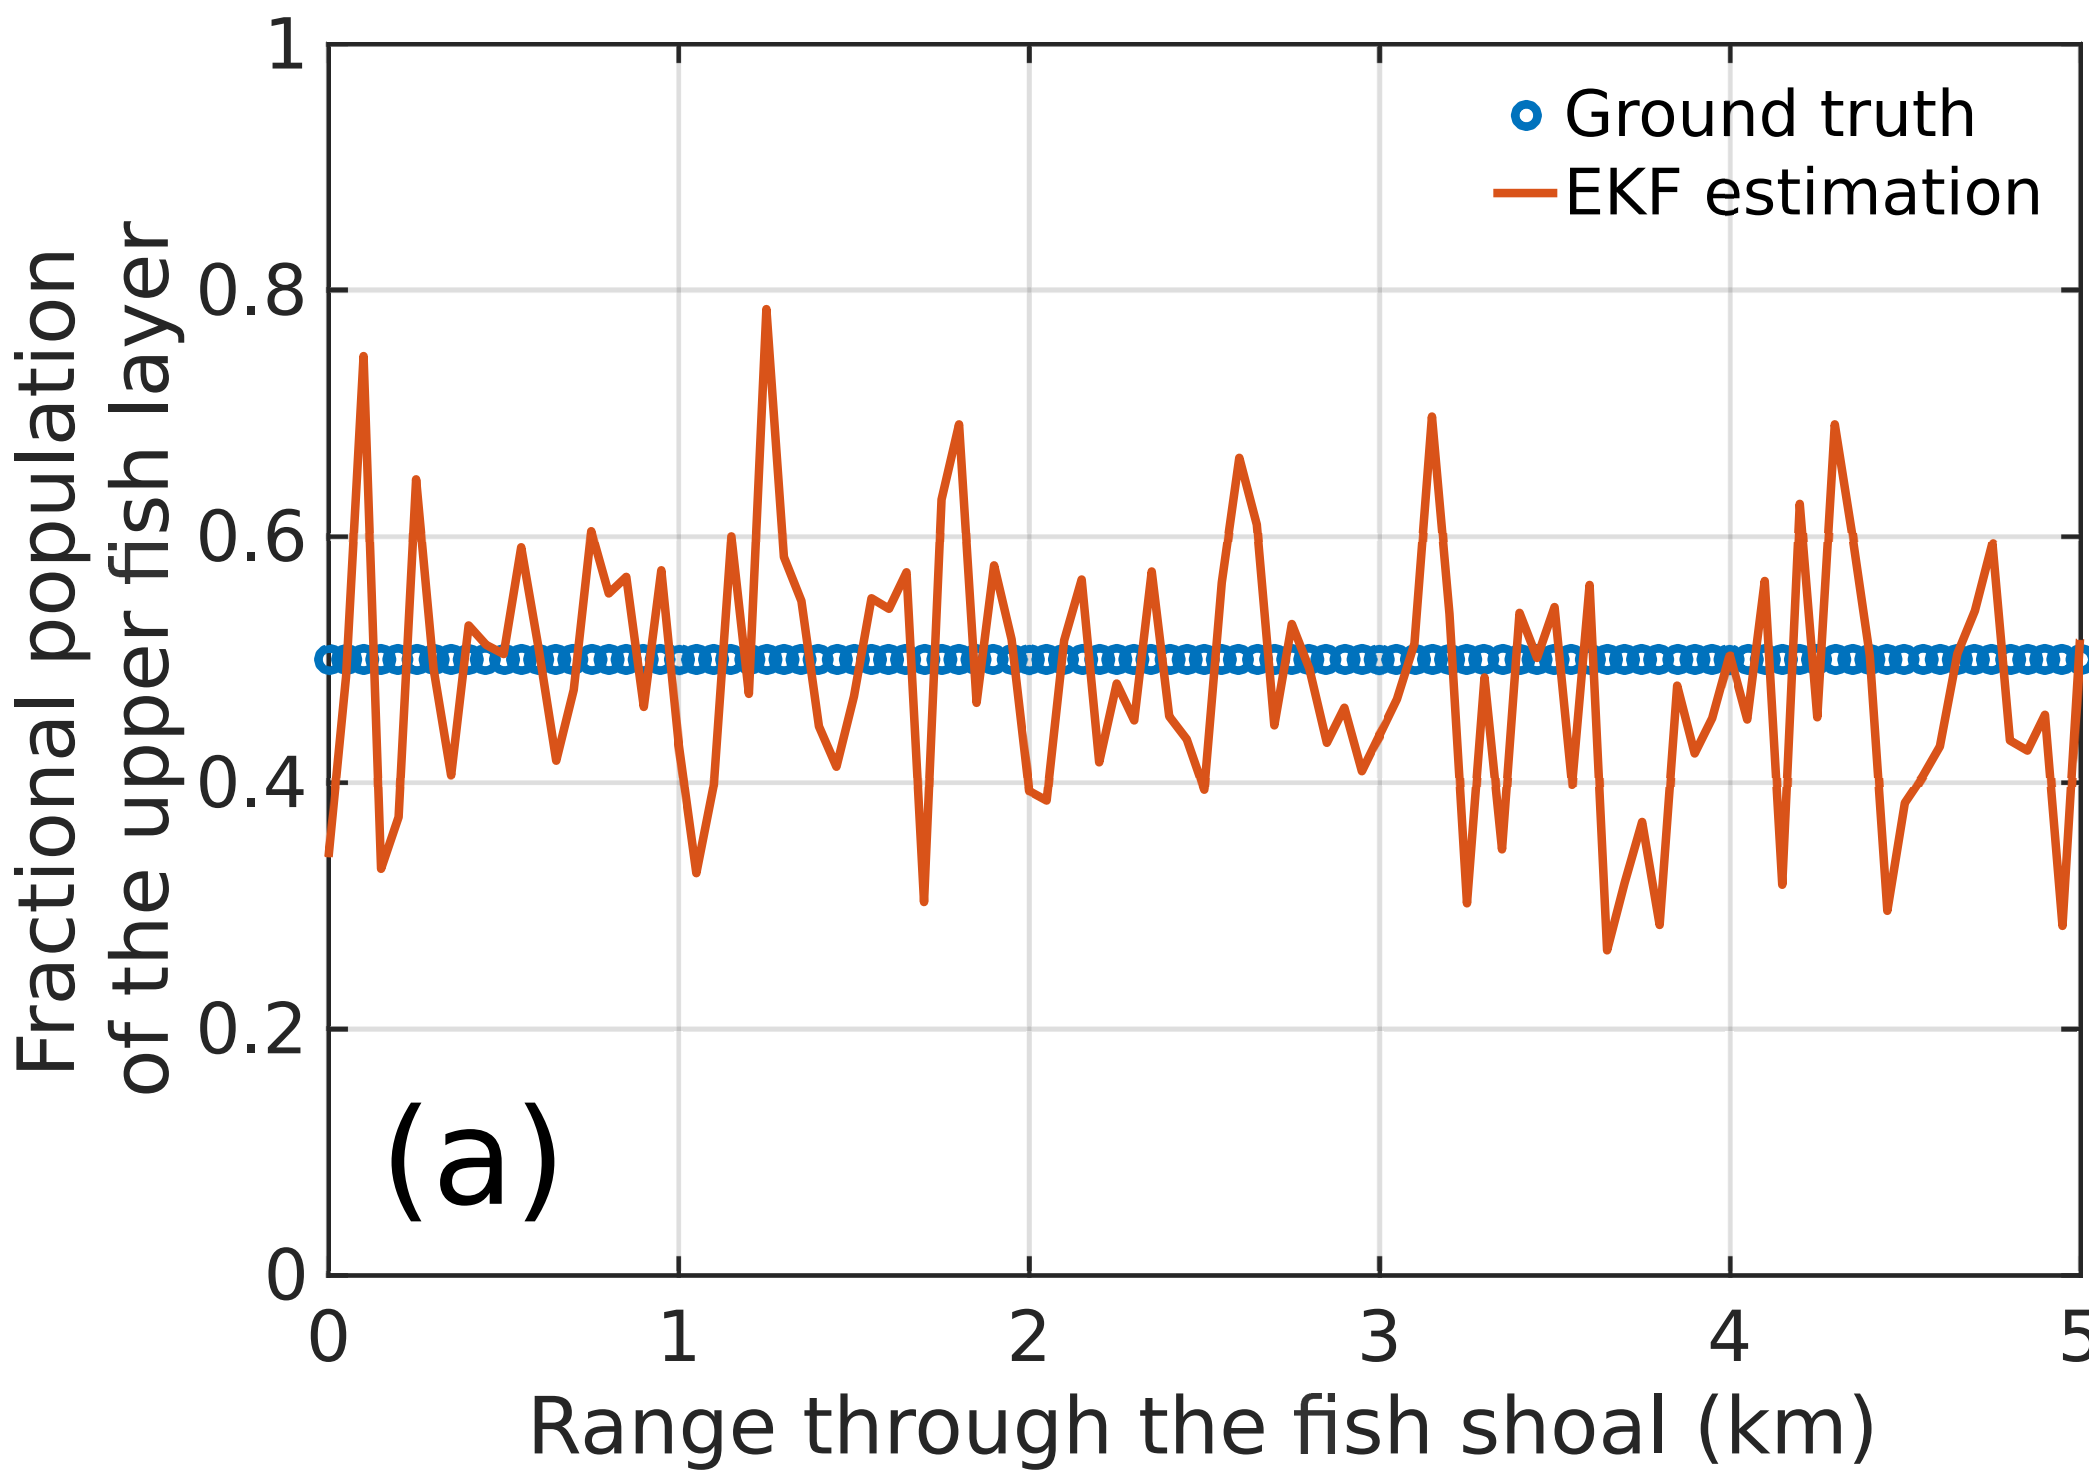 Fractional population
of the upper fish layer
1
0.8
0.6
0.4
0.2
0
Ground truth
EKF estimation
(a)
0 1 2 3 4 5
Range through the fish shoal (km)